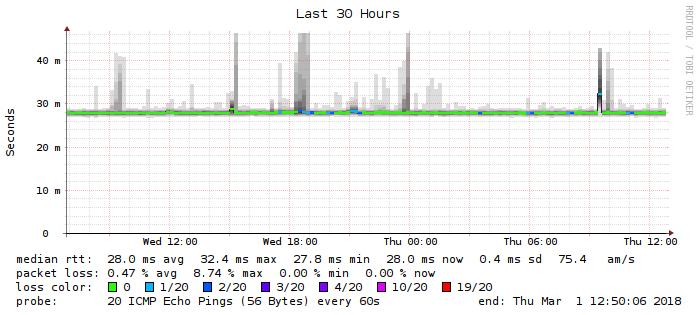 Last 30 Hours
RRDTOOL / TOBI OETIKER
Seconds
40 m
30 m
20 m
10 m
0
Wed 12:00 Wed 18:00 Thu 00:00 Thu 06:00 Thu 12:00
median rtt: 28.0 ms avg 32.4 ms max 27.8 ms min 28.0 ms now 0.4 ms sd 75.4 am/s
packet loss: 0.47 % avg 8.74 % max 0.00 % min 0.00 % now
loss color: 0 1/20 2/20 3/20 4/20 10/20 19/20
probe: 20 ICMP Echo Pings (56 Bytes) every 60s end: Thu Mar 1 12:50:06 2018